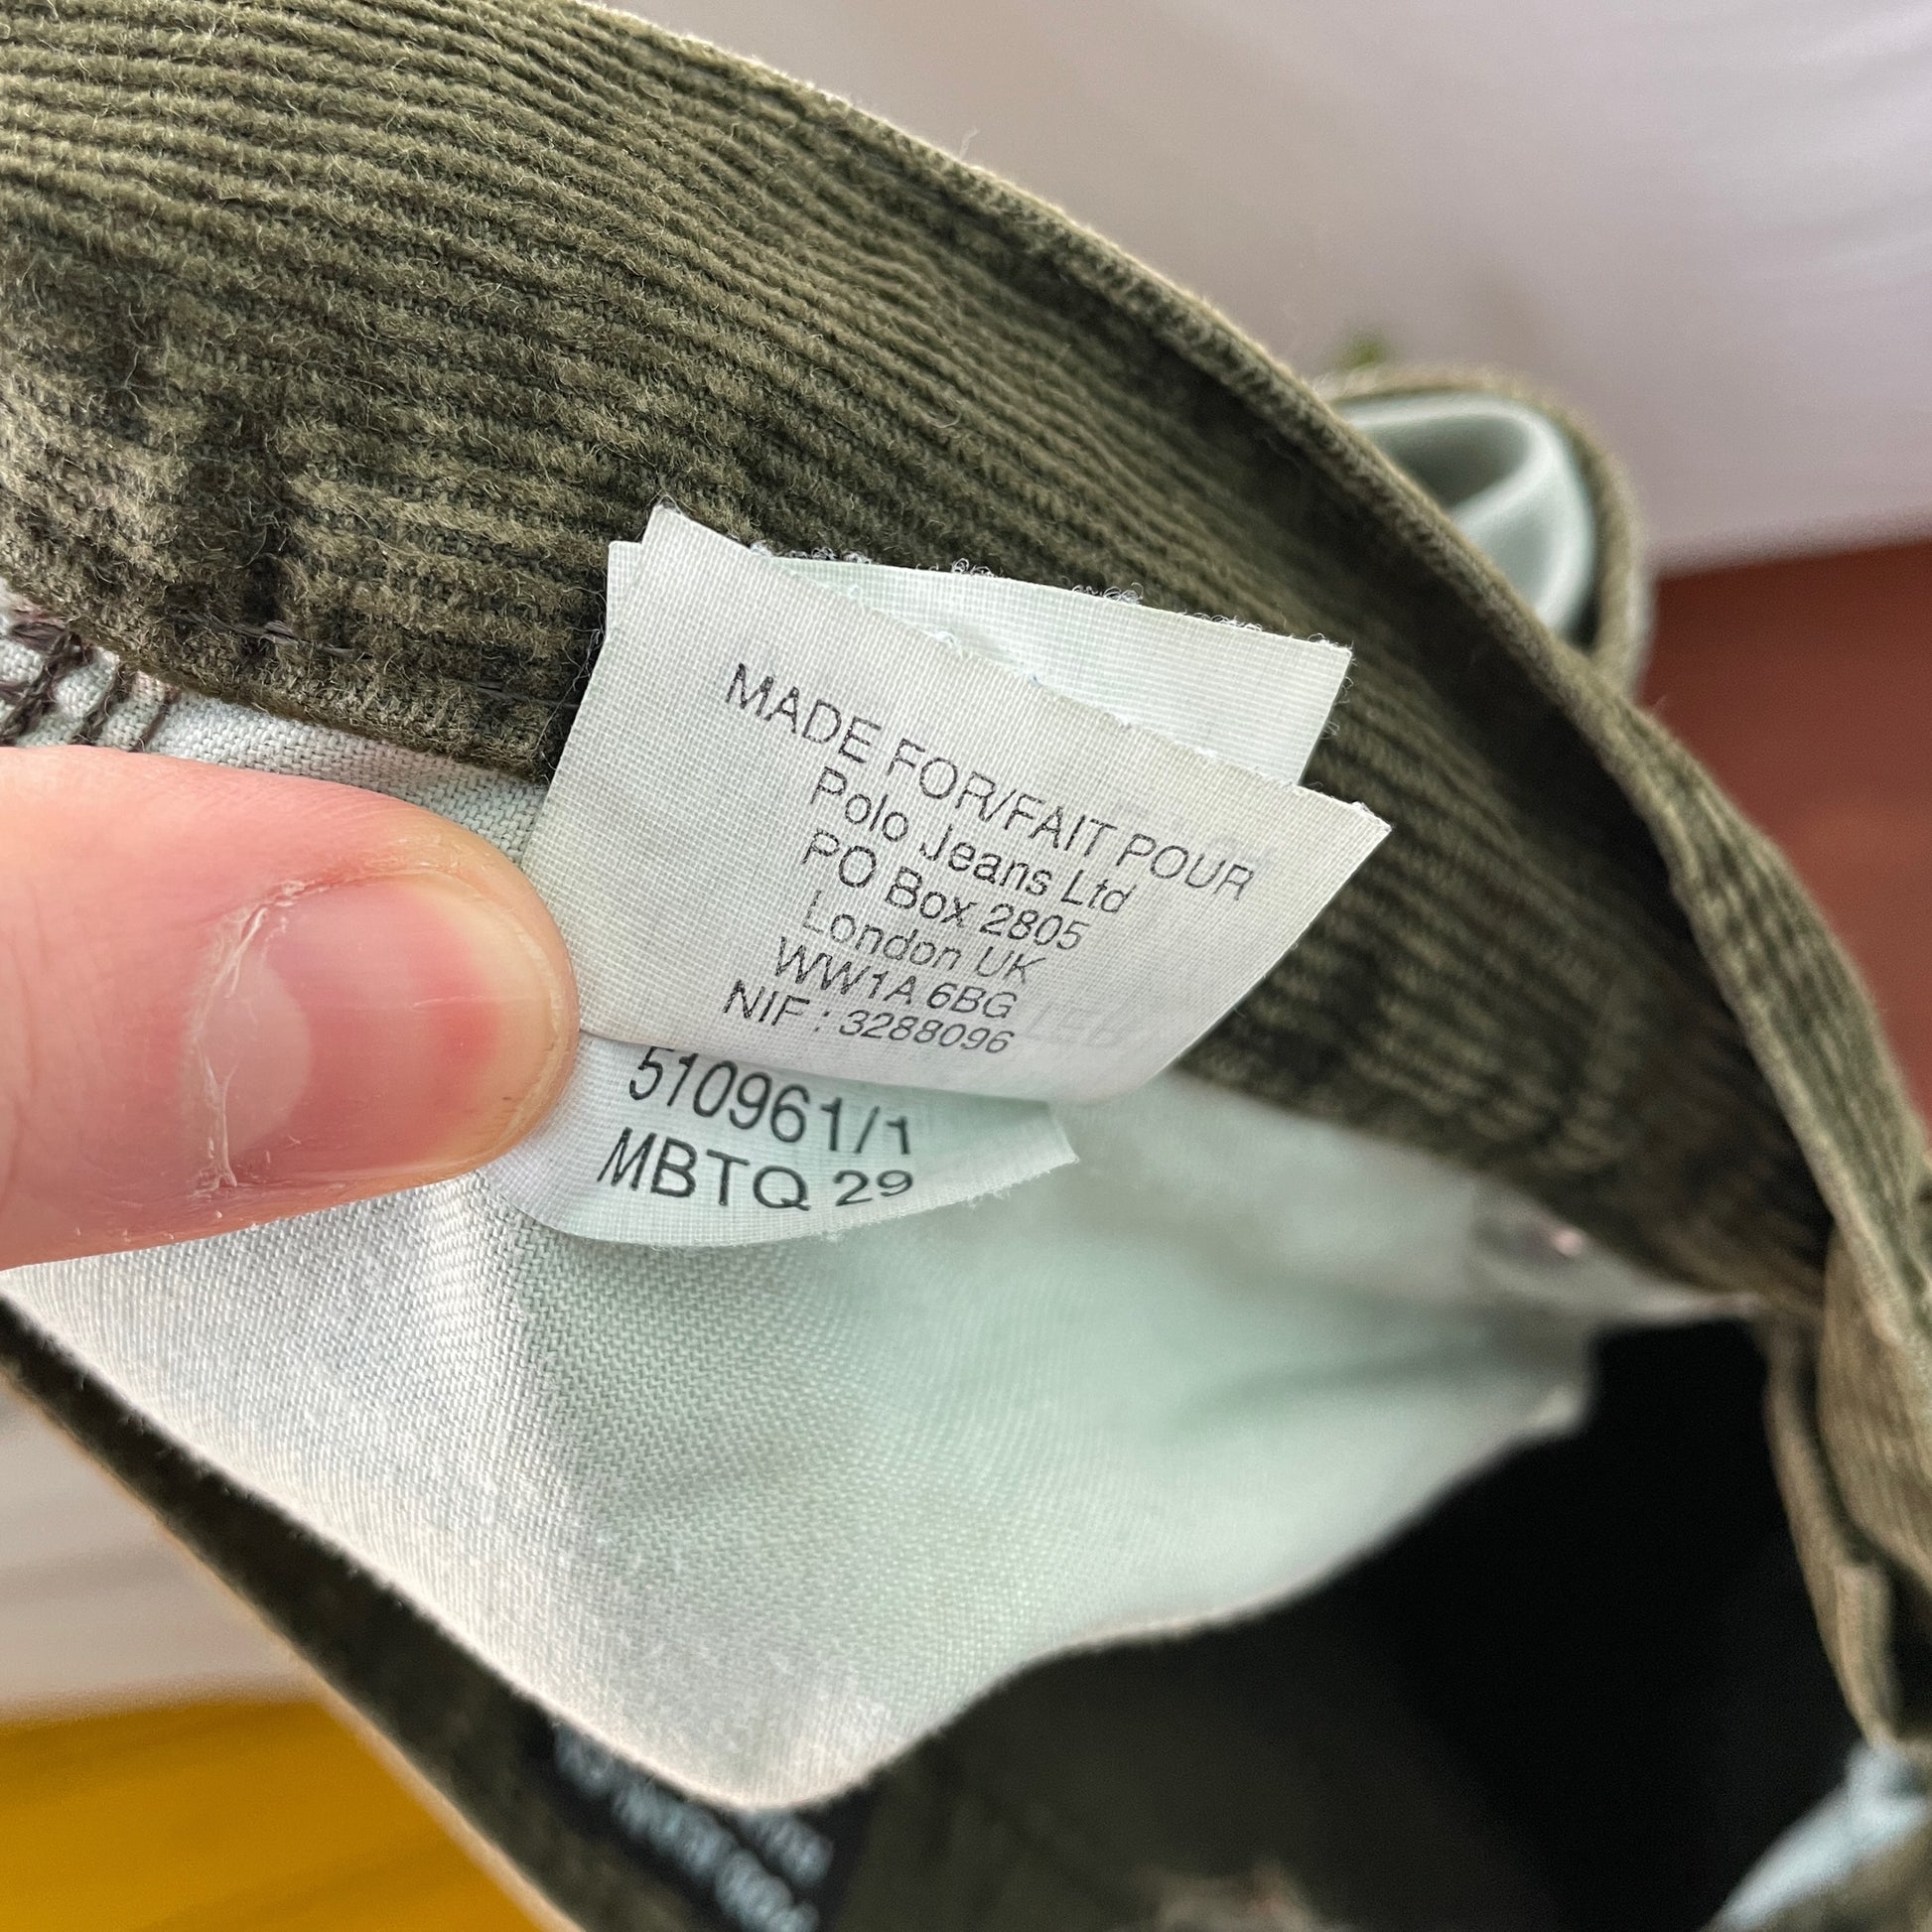 MADE FOR/FAIT POUR
Polo Jeans Ltd
PO Box 2805
London UK
WW1A 6BG
NIF : 3288096
510961/1
MBTQ 29